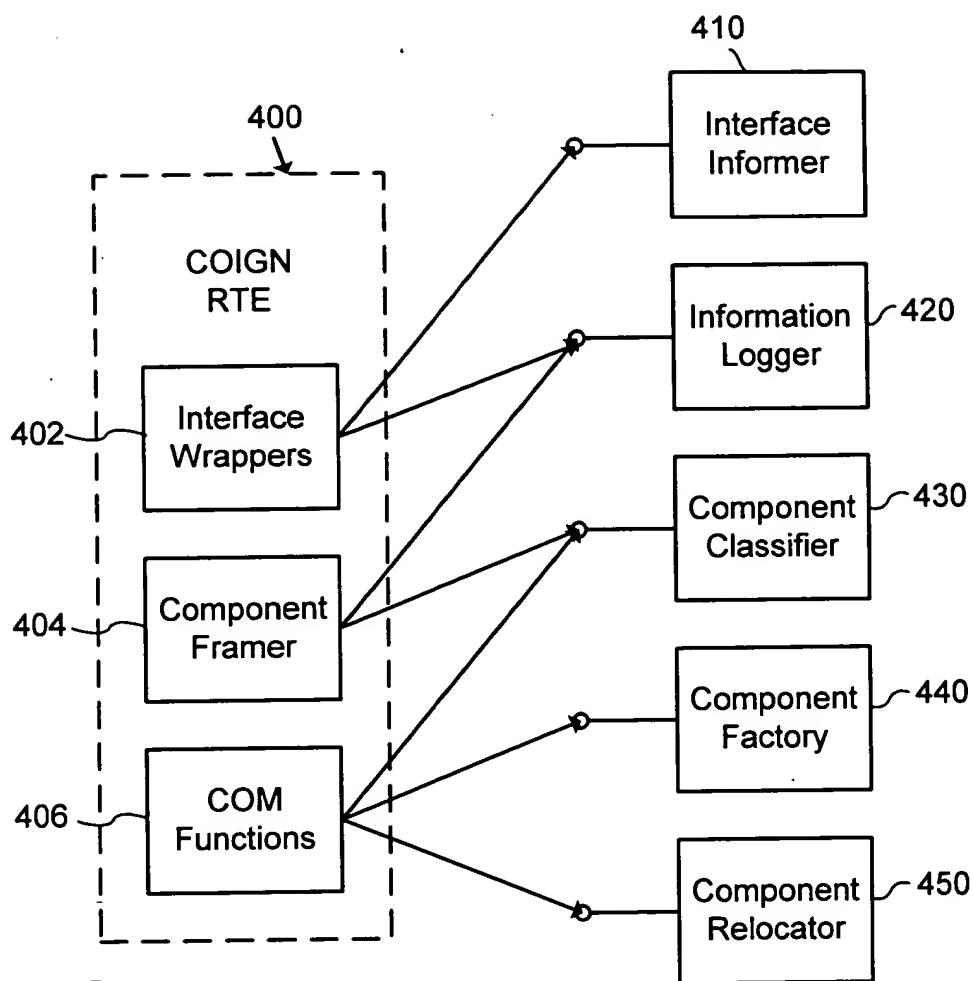 410
Interface
Informer
400
COIGN
RTE
Information
Logger
420
402
Interface
Wrappers
Component
Classifier
430
404
Component
Framer
Component
Factory
440
406
COM
Functions
Component
Relocator
450